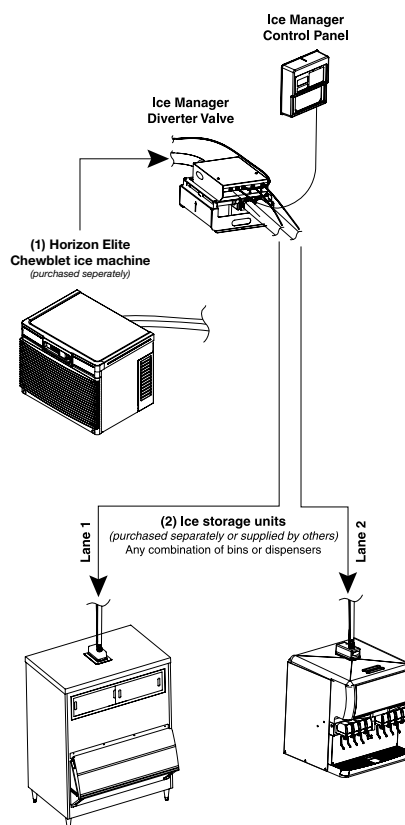 Ice Manager
Control Panel
Ice Manager
Diverter Valve
(1) Horizon Elite
Chewblet ice machine
(purchased seperately)
(2) Ice storage units
(purchased separately or supplied by others)
Any combination of bins or dispensers
Lane 1
Lane 2